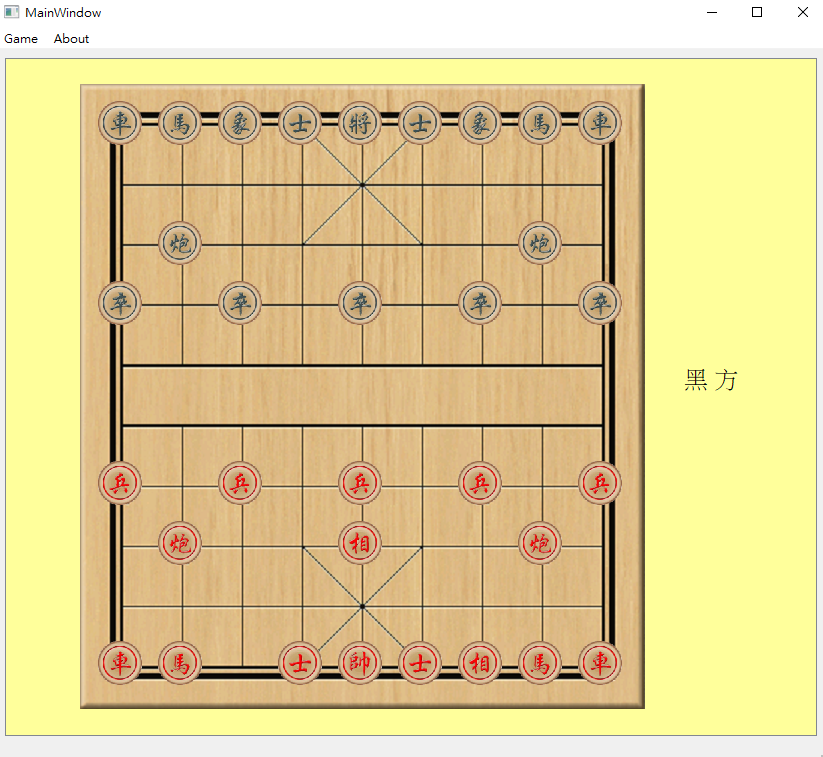 MainWindow
Game About
車 馬 象 士 將 士 象 馬 車
炮 炮
卒 卒 卒 卒 卒
黑 方
兵 兵 兵 兵 兵
炮 相 炮
車 馬 士 帥 士 相 馬 車